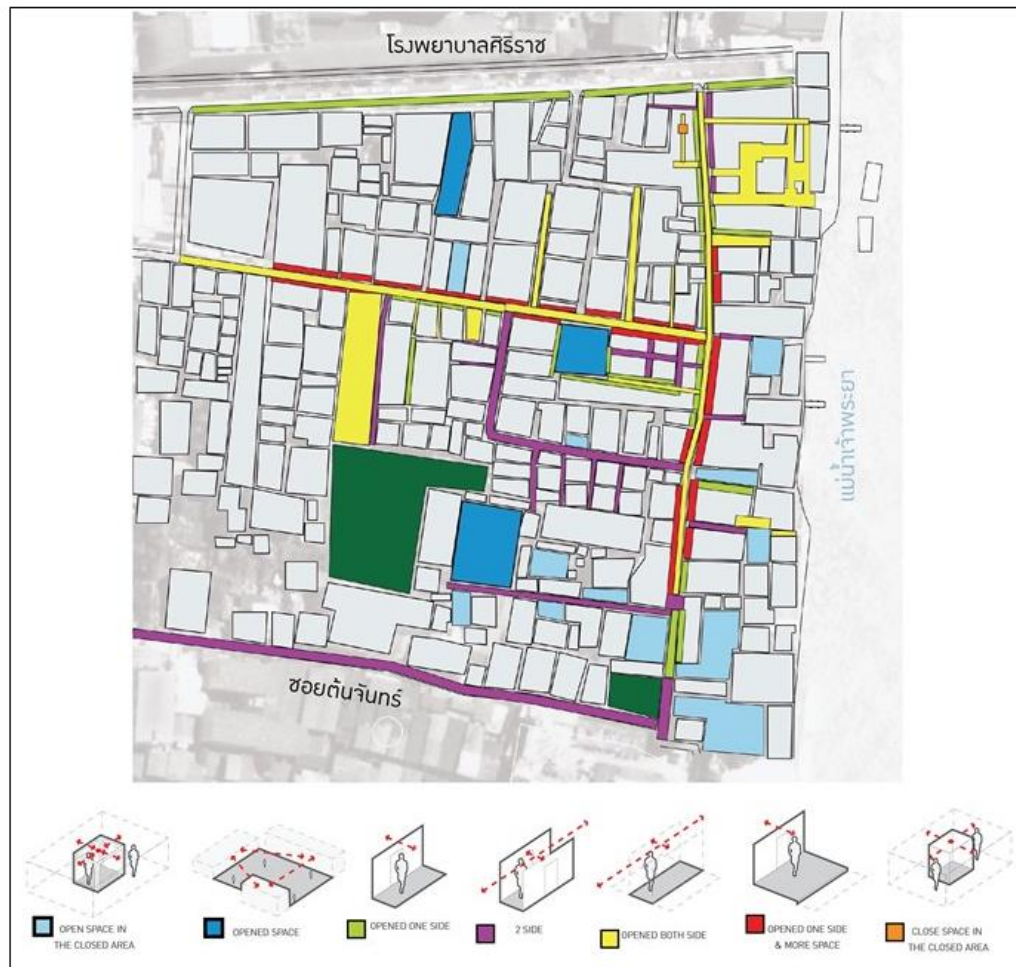 โรงพยาบาลศิริราช
แม่น้ำเจ้าพระยา
ซอยต้นจันทร์
OPEN SPACE IN
THE CLOSED AREA
OPENED SPACE
OPENED ONE SIDE
2 SIDE
OPENED BOTH SIDE
OPENED ONE SIDE
& MORE SPACE
CLOSE SPACE IN
THE CLOSED AREA